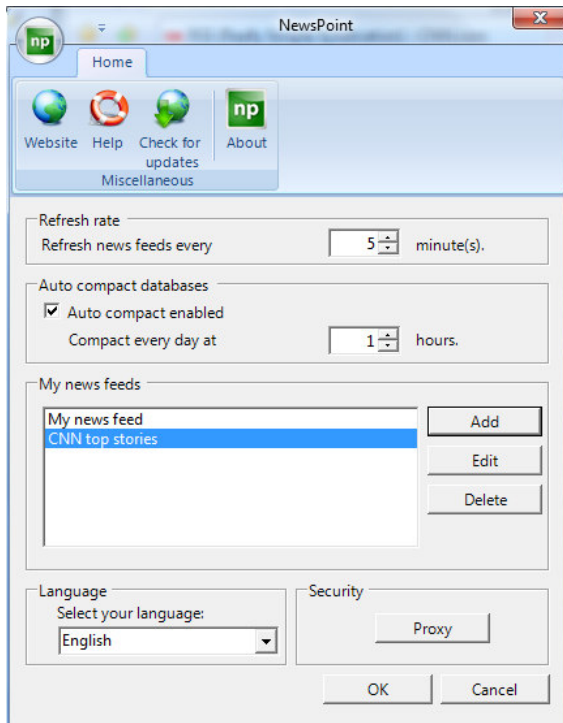 NewsPoint
np
Home
Website
Help
Check for
updates
np
About
Miscellaneous
Refresh rate
Refresh news feeds every
5
minute(s).
Auto compact databases
Auto compact enabled
Compact every day at
1
hours.
My news feeds
My news feed
CNN top stories
Add
Edit
Delete
Language
Select your language:
English
Security
Proxy
OK
Cancel